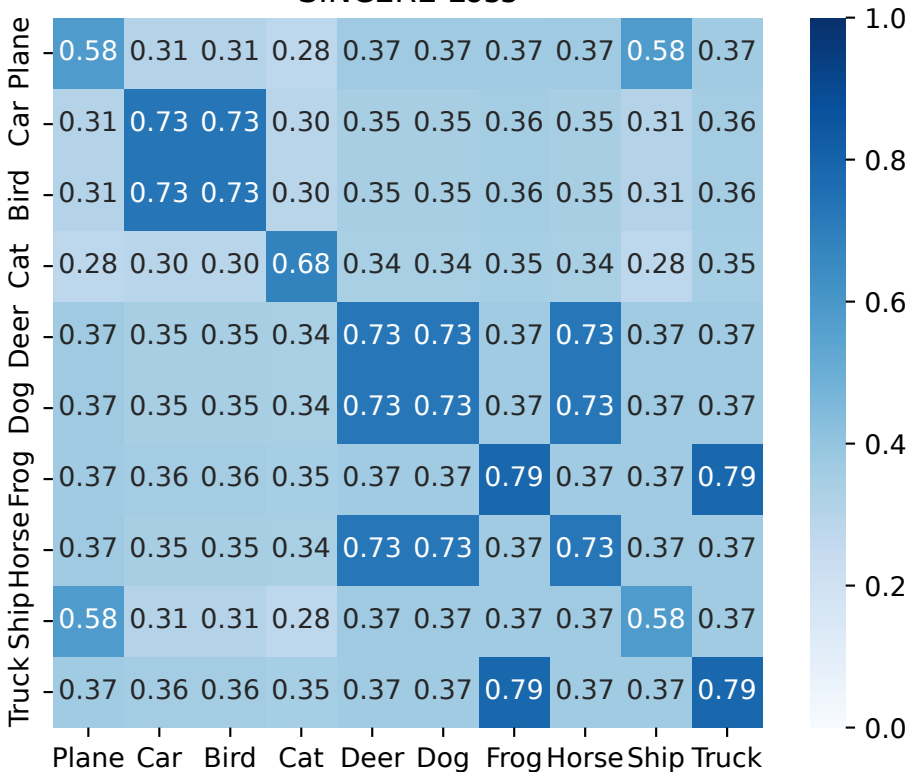 SINCERE Loss
Plane 0.58 0.31 0.31 0.28 0.37 0.37 0.37 0.37 0.58 0.37
Car 0.31 0.73 0.73 0.30 0.35 0.35 0.36 0.35 0.31 0.36
Bird 0.31 0.73 0.73 0.30 0.35 0.35 0.36 0.35 0.31 0.36
Cat 0.28 0.30 0.30 0.68 0.34 0.34 0.35 0.34 0.28 0.35
Deer 0.37 0.35 0.35 0.34 0.73 0.73 0.37 0.73 0.37 0.37
Dog 0.37 0.35 0.35 0.34 0.73 0.73 0.37 0.73 0.37 0.37
Frog 0.37 0.36 0.36 0.35 0.37 0.37 0.79 0.37 0.37 0.79
Horse 0.37 0.35 0.35 0.34 0.73 0.73 0.37 0.73 0.37 0.37
Ship 0.58 0.31 0.31 0.28 0.37 0.37 0.37 0.37 0.58 0.37
Truck 0.37 0.36 0.36 0.35 0.37 0.37 0.79 0.37 0.37 0.79
Plane Car Bird Cat Deer Dog Frog Horse Ship Truck
1.0
0.8
0.6
0.4
0.2
0.0